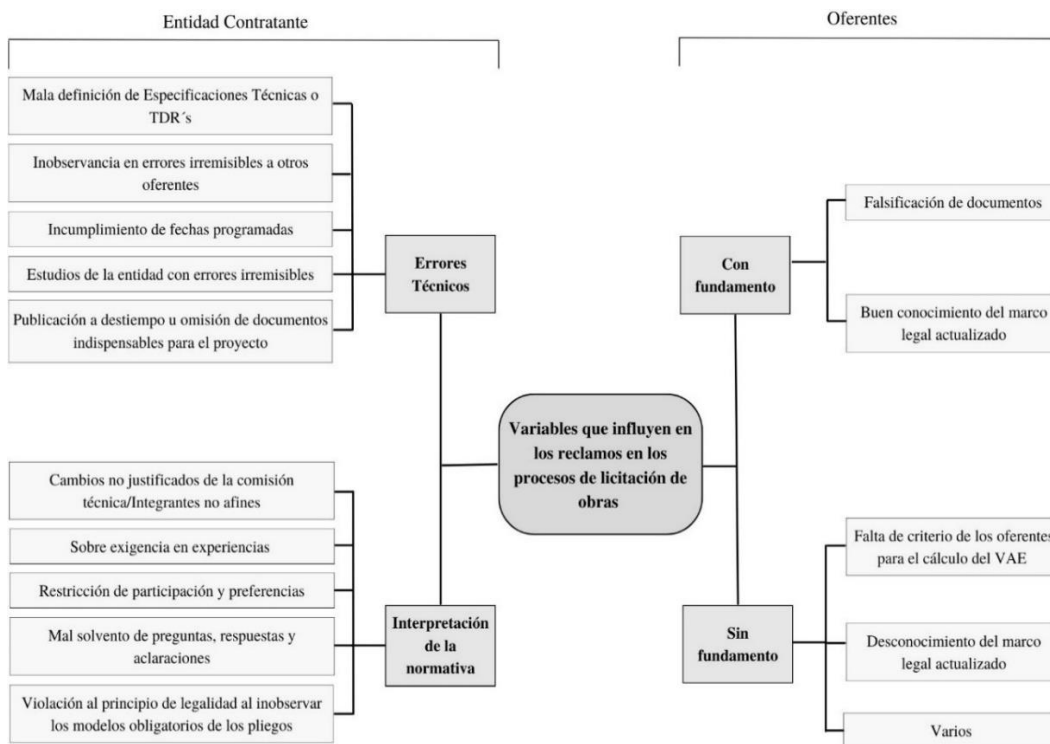 Entidad Contratante
Oferentes
Mala definición de Especificaciones Técnicas o
TDR´s
Inobservancia en errores irremisibles a otros
oferentes
Incumplimiento de fechas programadas
Estudios de la entidad con errores irremisibles
Publicación a destiempo u omisión de documentos
indispensables para el proyecto
Errores
Técnicos
Con
fundamento
Falsificación de documentos
Buen conocimiento del marco
legal actualizado
Variables que influyen en
los reclamos en los
procesos de licitación de
obras
Cambios no justificados de la comisión
técnica/Integrantes no afines
Sobre exigencia en experiencias
Restricción de participación y preferencias
Mal solvento de preguntas, respuestas y
aclaraciones
Violación al principio de legalidad al inobservar
los modelos obligatorios de los pliegos
Interpretación
de la
normativa
Sin
fundamento
Falta de criterio de los oferentes
para el cálculo del VAE
Desconocimiento del marco
legal actualizado
Varios